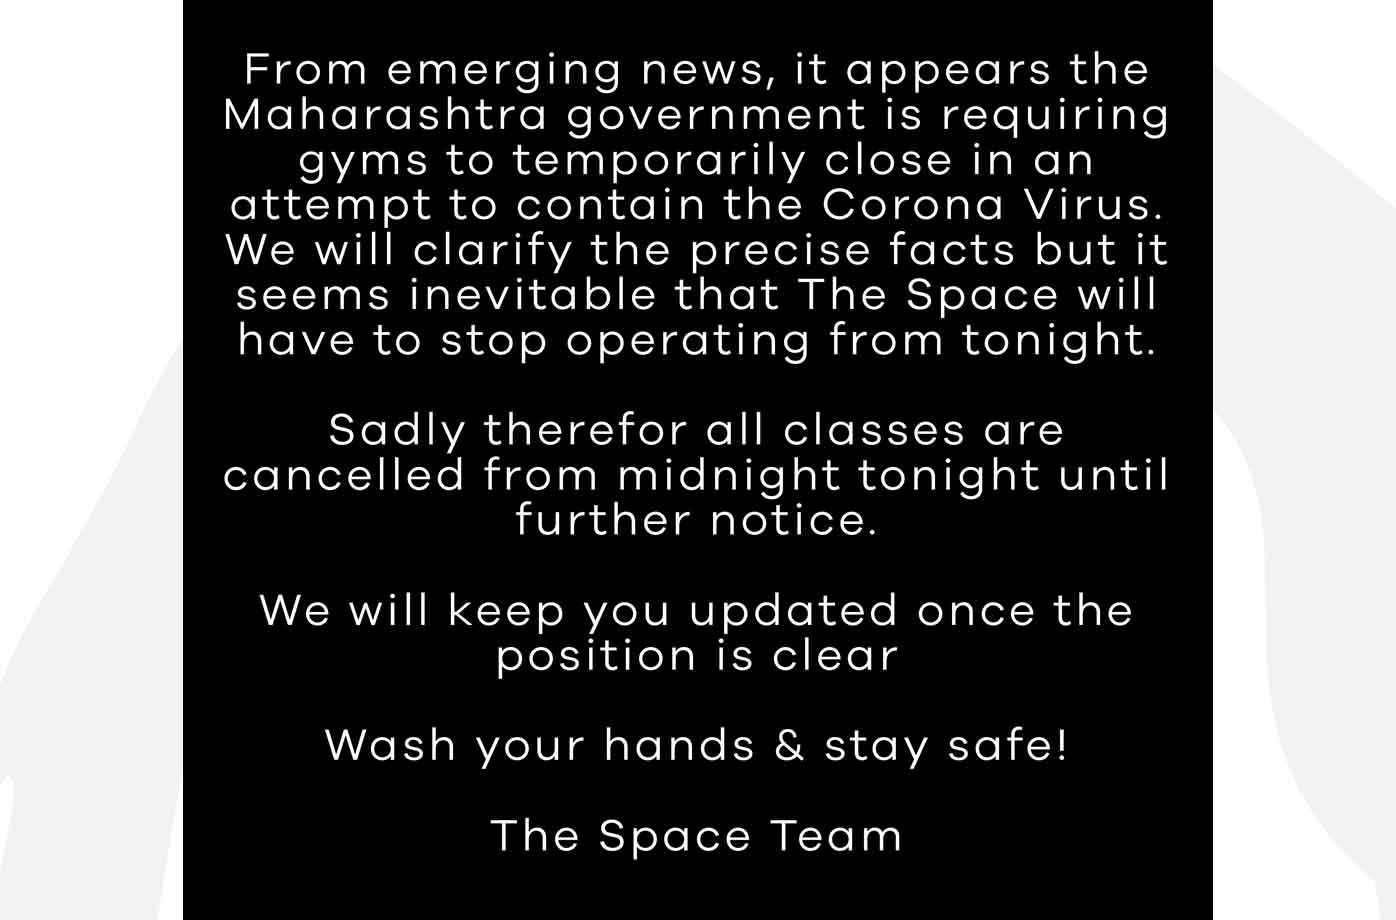 From emerging news, it appears the
Maharashtra government is requiring
gyms to temporarily close in an
attempt to contain the Corona Virus.
We will clarify the precise facts but it
seems inevitable that The Space will
have to stop operating from tonight.
Sadly therefor all classes are
cancelled from midnight tonight until
further notice.
We will keep you updated once the
position is clear
Wash your hands & stay safe!
The Space Team